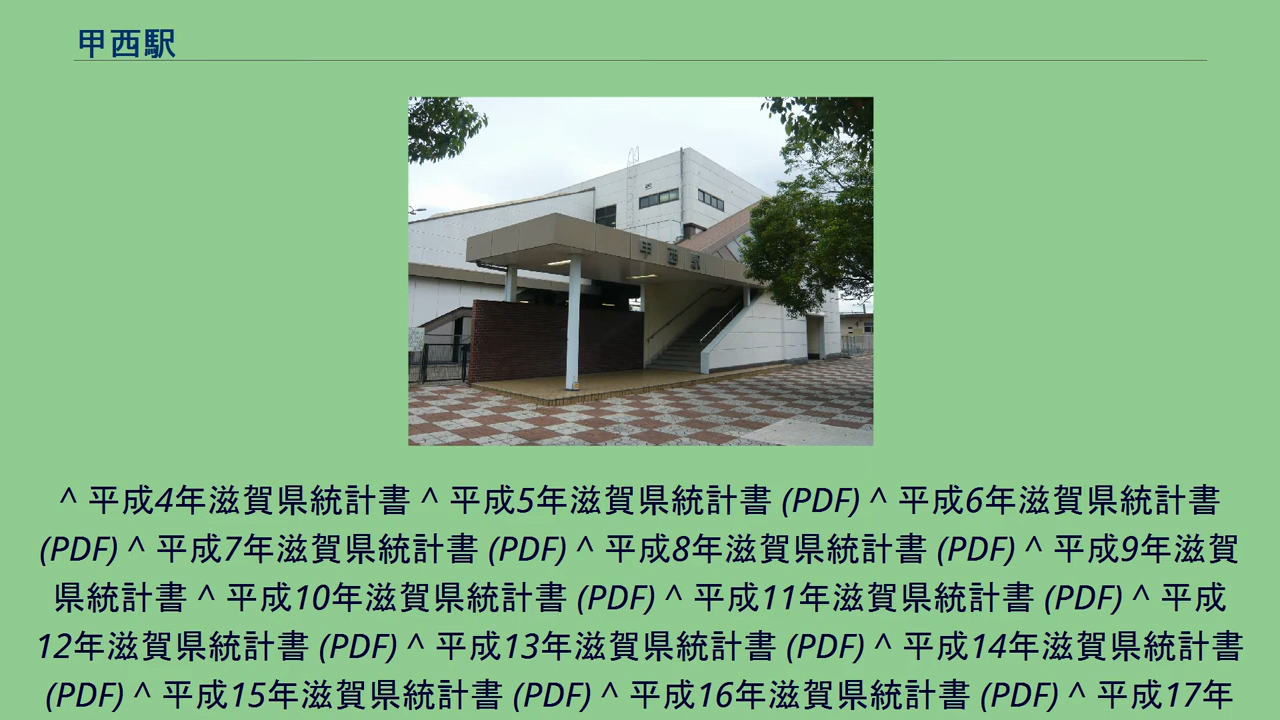 甲西駅
甲西駅
^ 平成4年滋賀県統計書 ^ 平成5年滋賀県統計書 (PDF) ^ 平成6年滋賀県統計書
(PDF) ^ 平成7年滋賀県統計書 (PDF) ^ 平成8年滋賀県統計書 (PDF) ^ 平成9年滋賀
県統計書 ^ 平成10年滋賀県統計書 (PDF) ^ 平成11年滋賀県統計書 (PDF) ^ 平成
12年滋賀県統計書 (PDF) ^ 平成13年滋賀県統計書 (PDF) ^ 平成14年滋賀県統計書
(PDF) ^ 平成15年滋賀県統計書 (PDF) ^ 平成16年滋賀県統計書 (PDF) ^ 平成17年